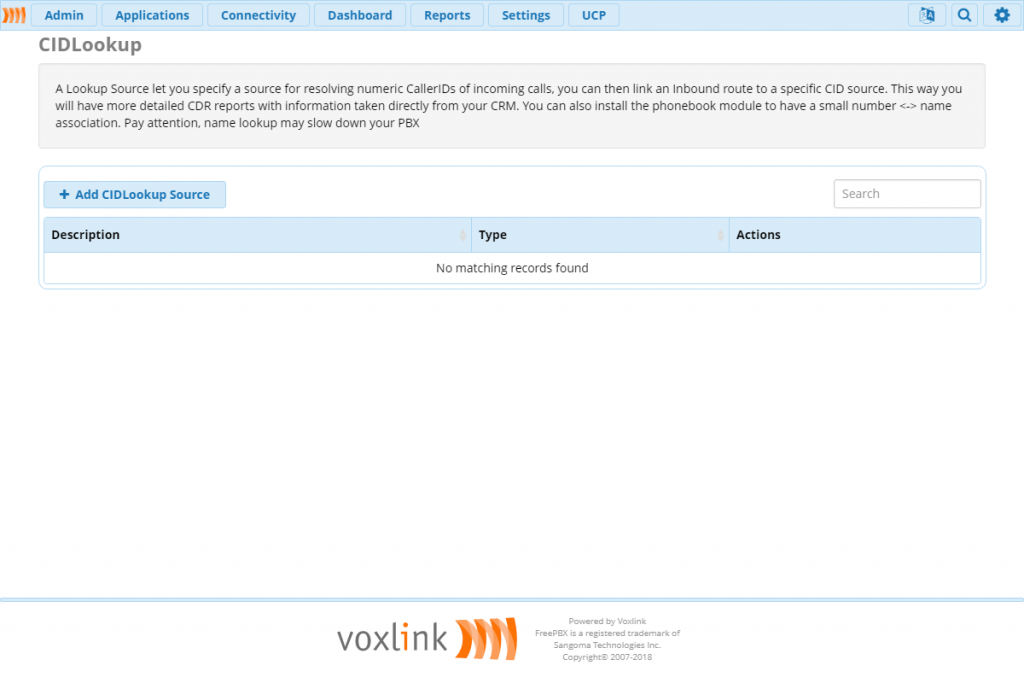 Admin Applications Connectivity Dashboard Reports Settings UCP
CIDLookup
A Lookup Source let you specify a source for resolving numeric CallerIDs of incoming calls, you can then link an Inbound route to a specific CID source. This way you
will have more detailed CDR reports with information taken directly from your CRM. You can also install the phonebook module to have a small number <-> name
association. Pay attention, name lookup may slow down your PBX
+ Add CIDLookup Source Search
Description Type Actions
No matching records found
voxlink
Powered by Voxlink
FreePBX is a registered trademark of
Sangoma Technologies Inc.
Copyright® 2007-2018